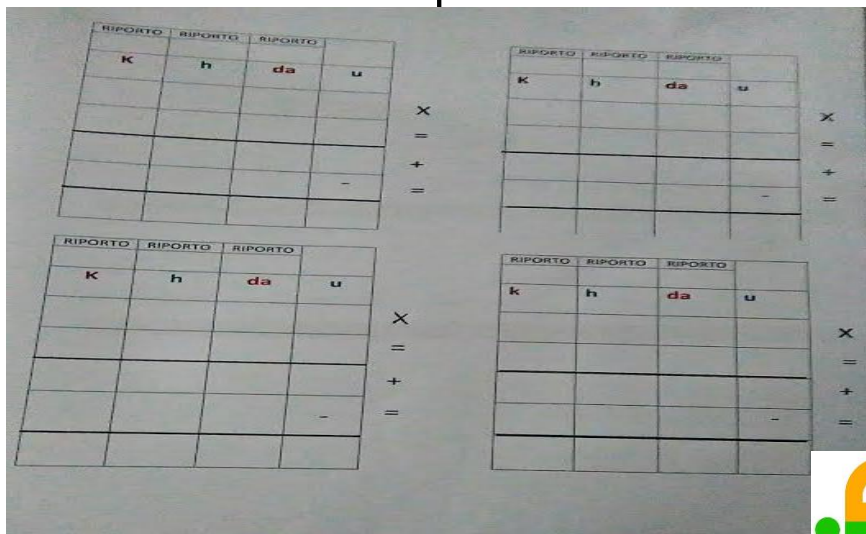 RIPORTO RIPORTO RIPORTO
K h da u
×
=
+
- =
RIPORTO RIPORTO RIPORTO
K h da u
×
=
+
- =
RIPORTO RIPORTO RIPORTO
K h da u
×
=
+
- =
RIPORTO RIPORTO RIPORTO
k h da u
×
=
+
- =